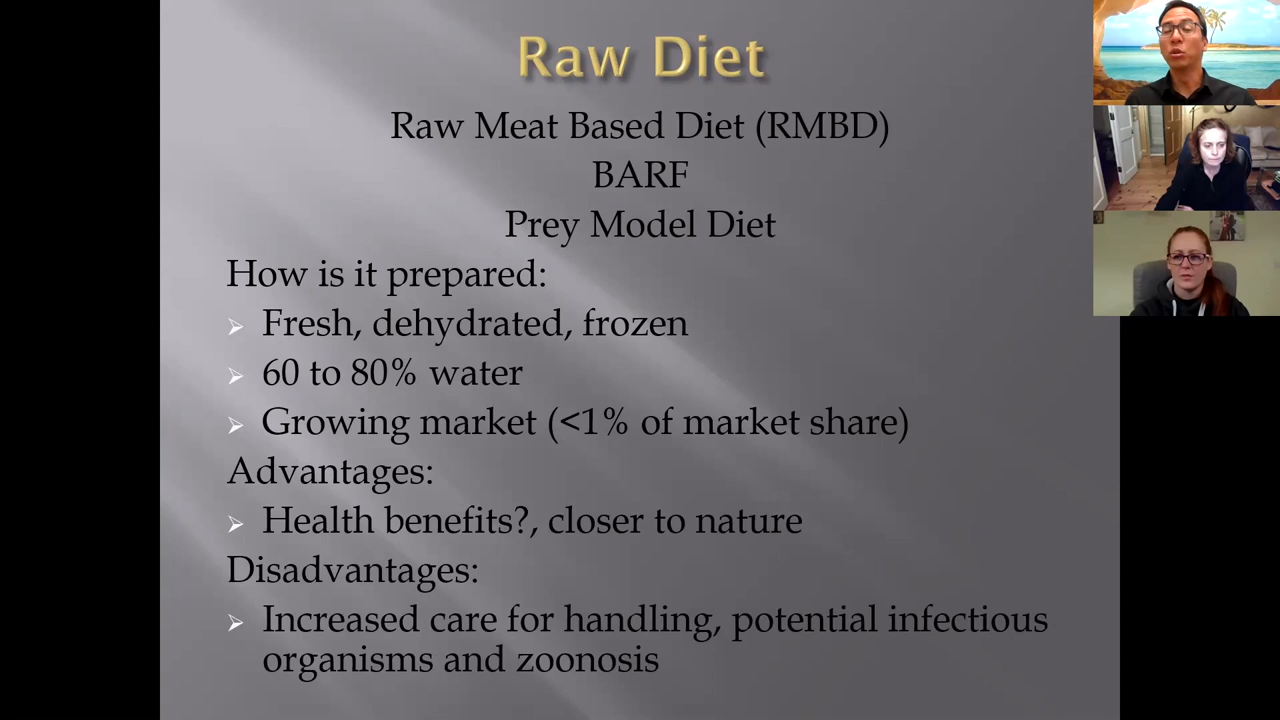 Raw Diet
Raw Meat Based Diet (RMBD)
BARF
Prey Model Diet
How is it prepared:
Fresh, dehydrated, frozen
60 to 80% water
Growing market (<1% of market share)
Advantages:
Health benefits?, closer to nature
Disadvantages:
Increased care for handling, potential infectious
organisms and zoonosis